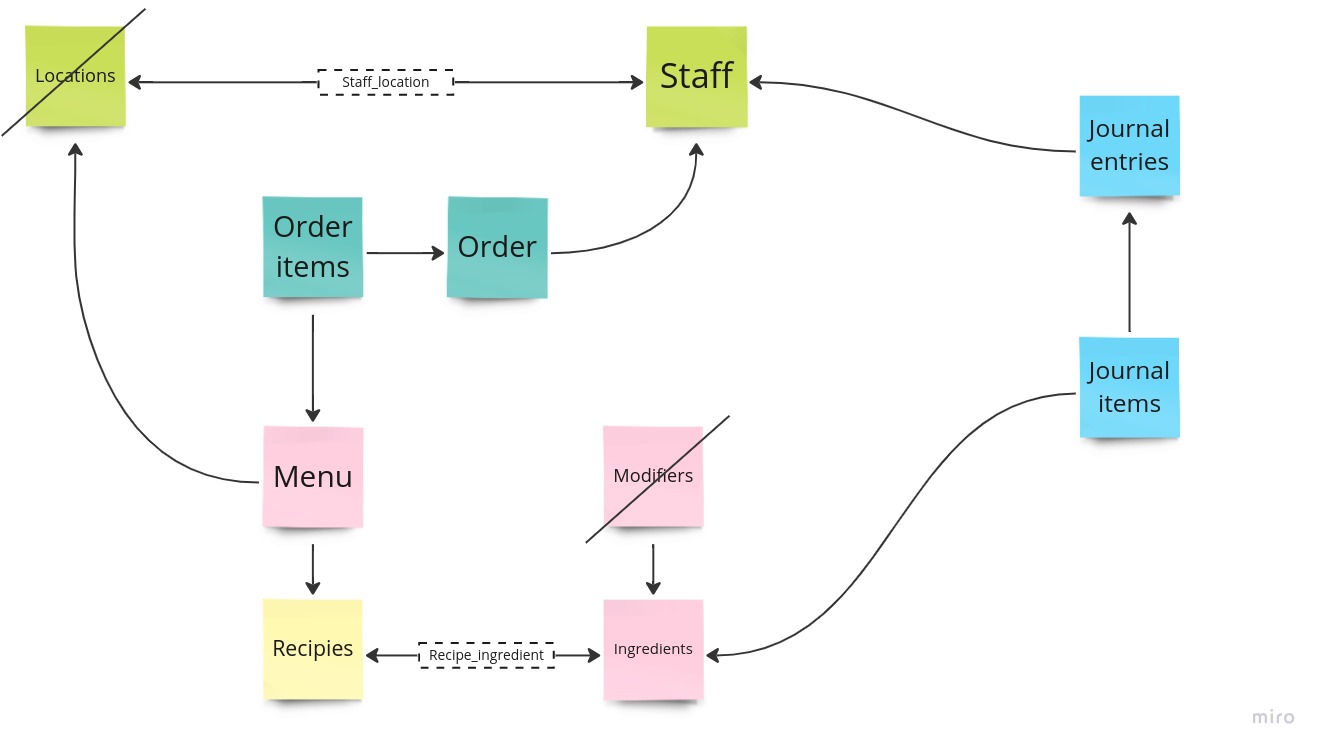 Locations
Staff_location
Staff
Journal
entries
Order
items
Order
Journal
items
Menu
Modifiers
Recipies
Recipe_ingredient
Ingredients
miro